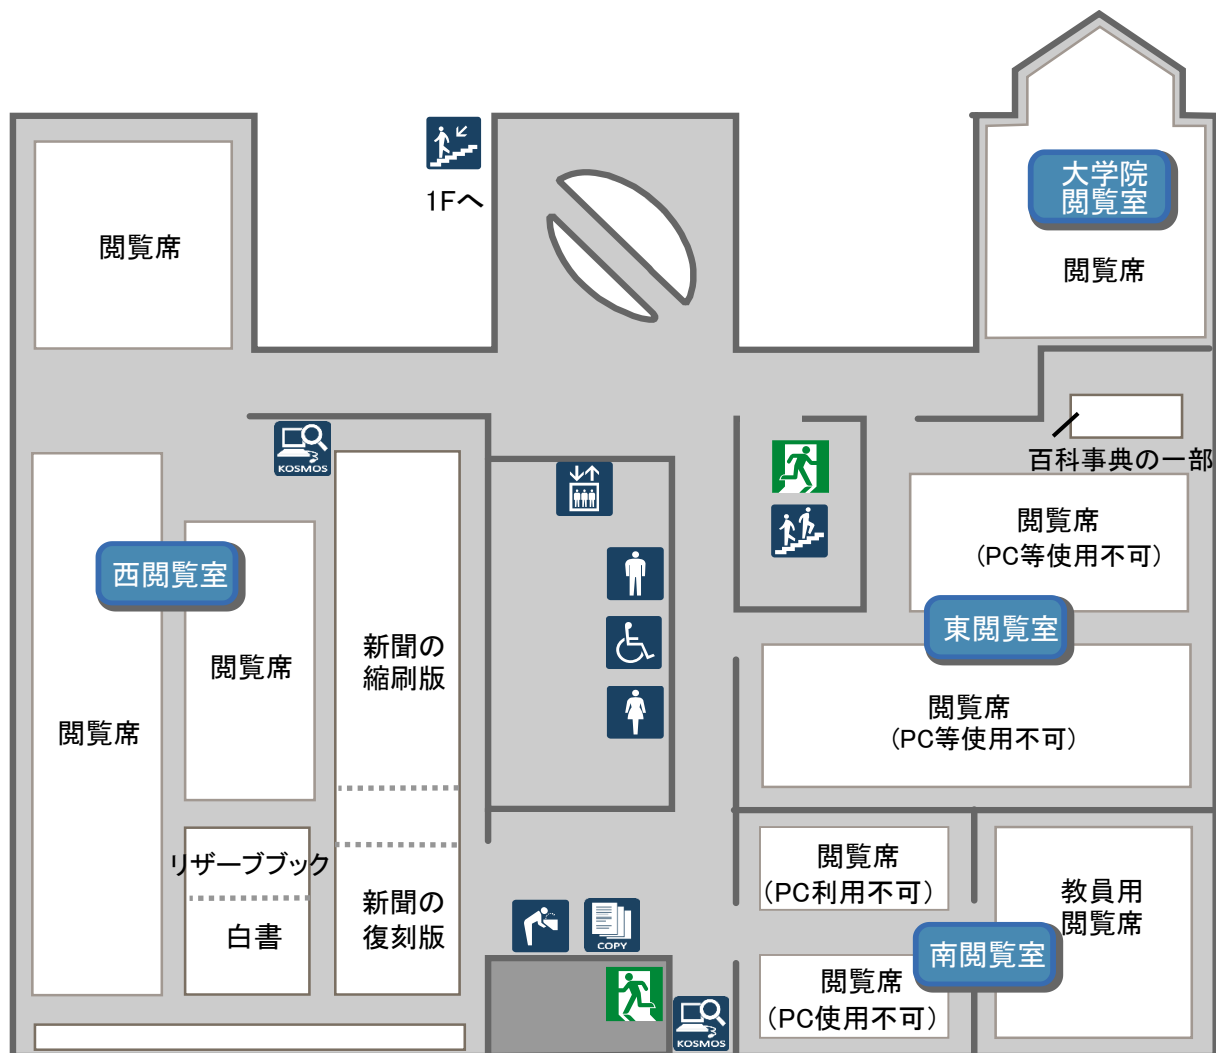 大学院
閲覧室
1Fへ
閲覧席
閲覧席
KOSMOS
百科事典の一部
閲覧席
(PC等使用不可)
西閲覧室
東閲覧室
新聞の
縮刷版
閲覧席
閲覧席
閲覧席
(PC等使用不可)
リザーブブック
白書
新聞の
復刻版
閲覧席
(PC利用不可)
教員用
閲覧席
COPY
南閲覧室
閲覧席
(PC使用不可)
KOSMOS